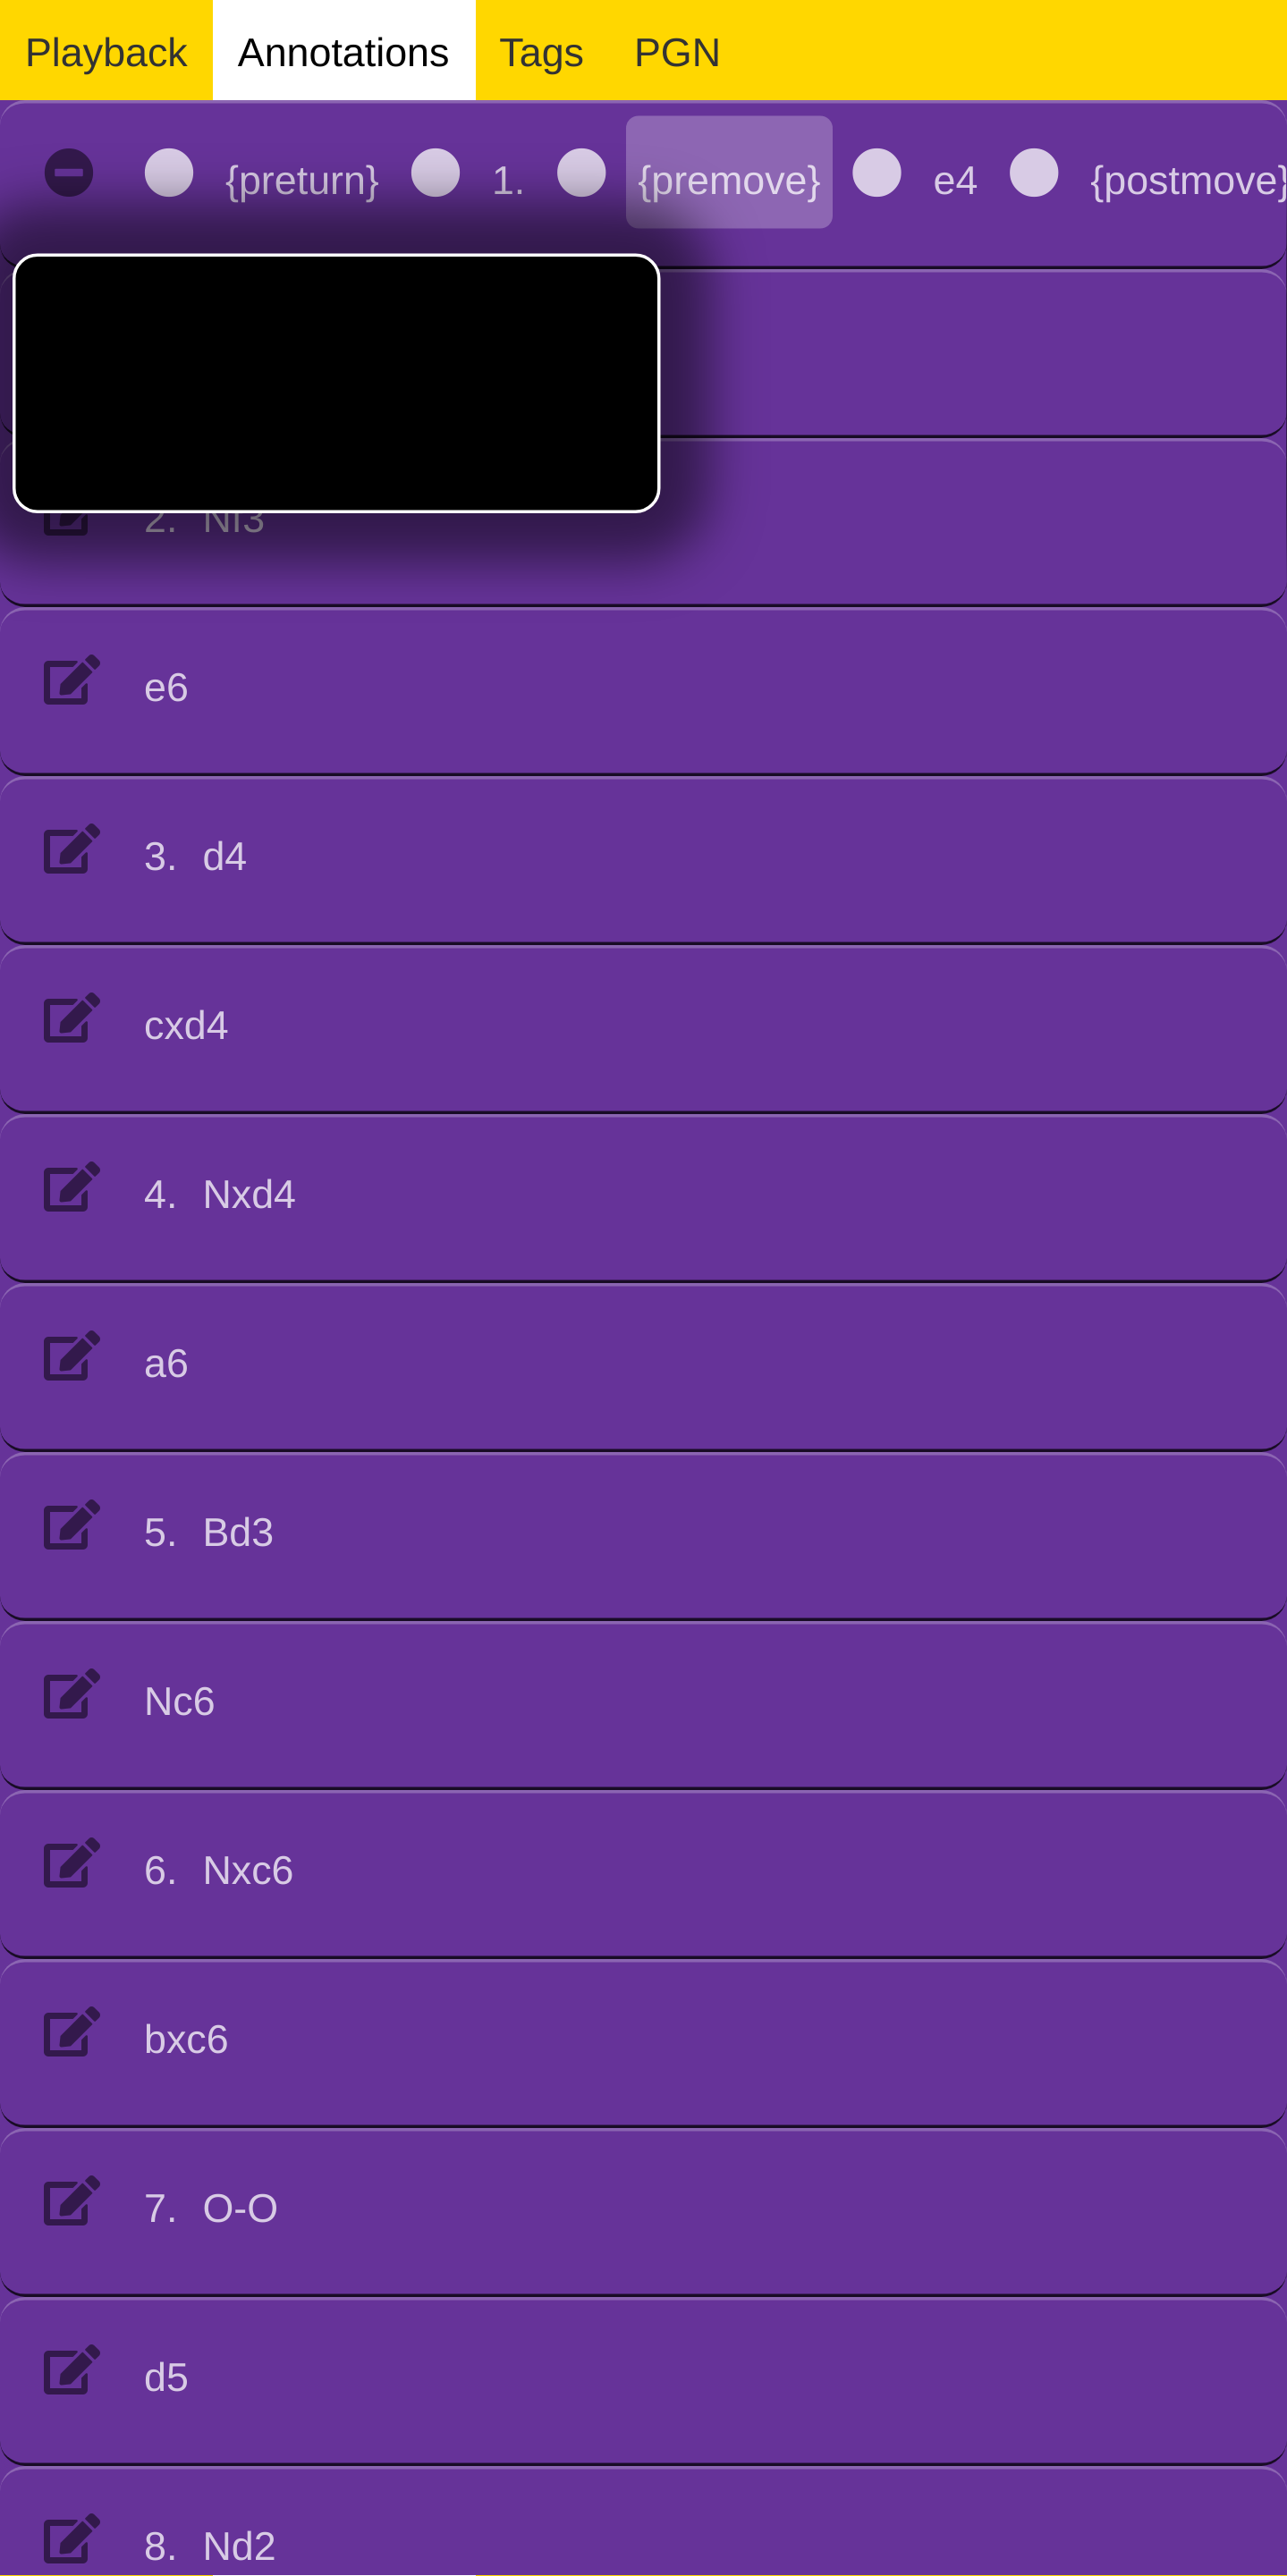 Playback Annotations Tags PGN
{preturn} 1. {premove} e4 {postmove}
2. Nf3
e6
3. d4
cxd4
4. Nxd4
a6
5. Bd3
Nc6
6. Nxc6
bxc6
7. O-O
d5
8. Nd2